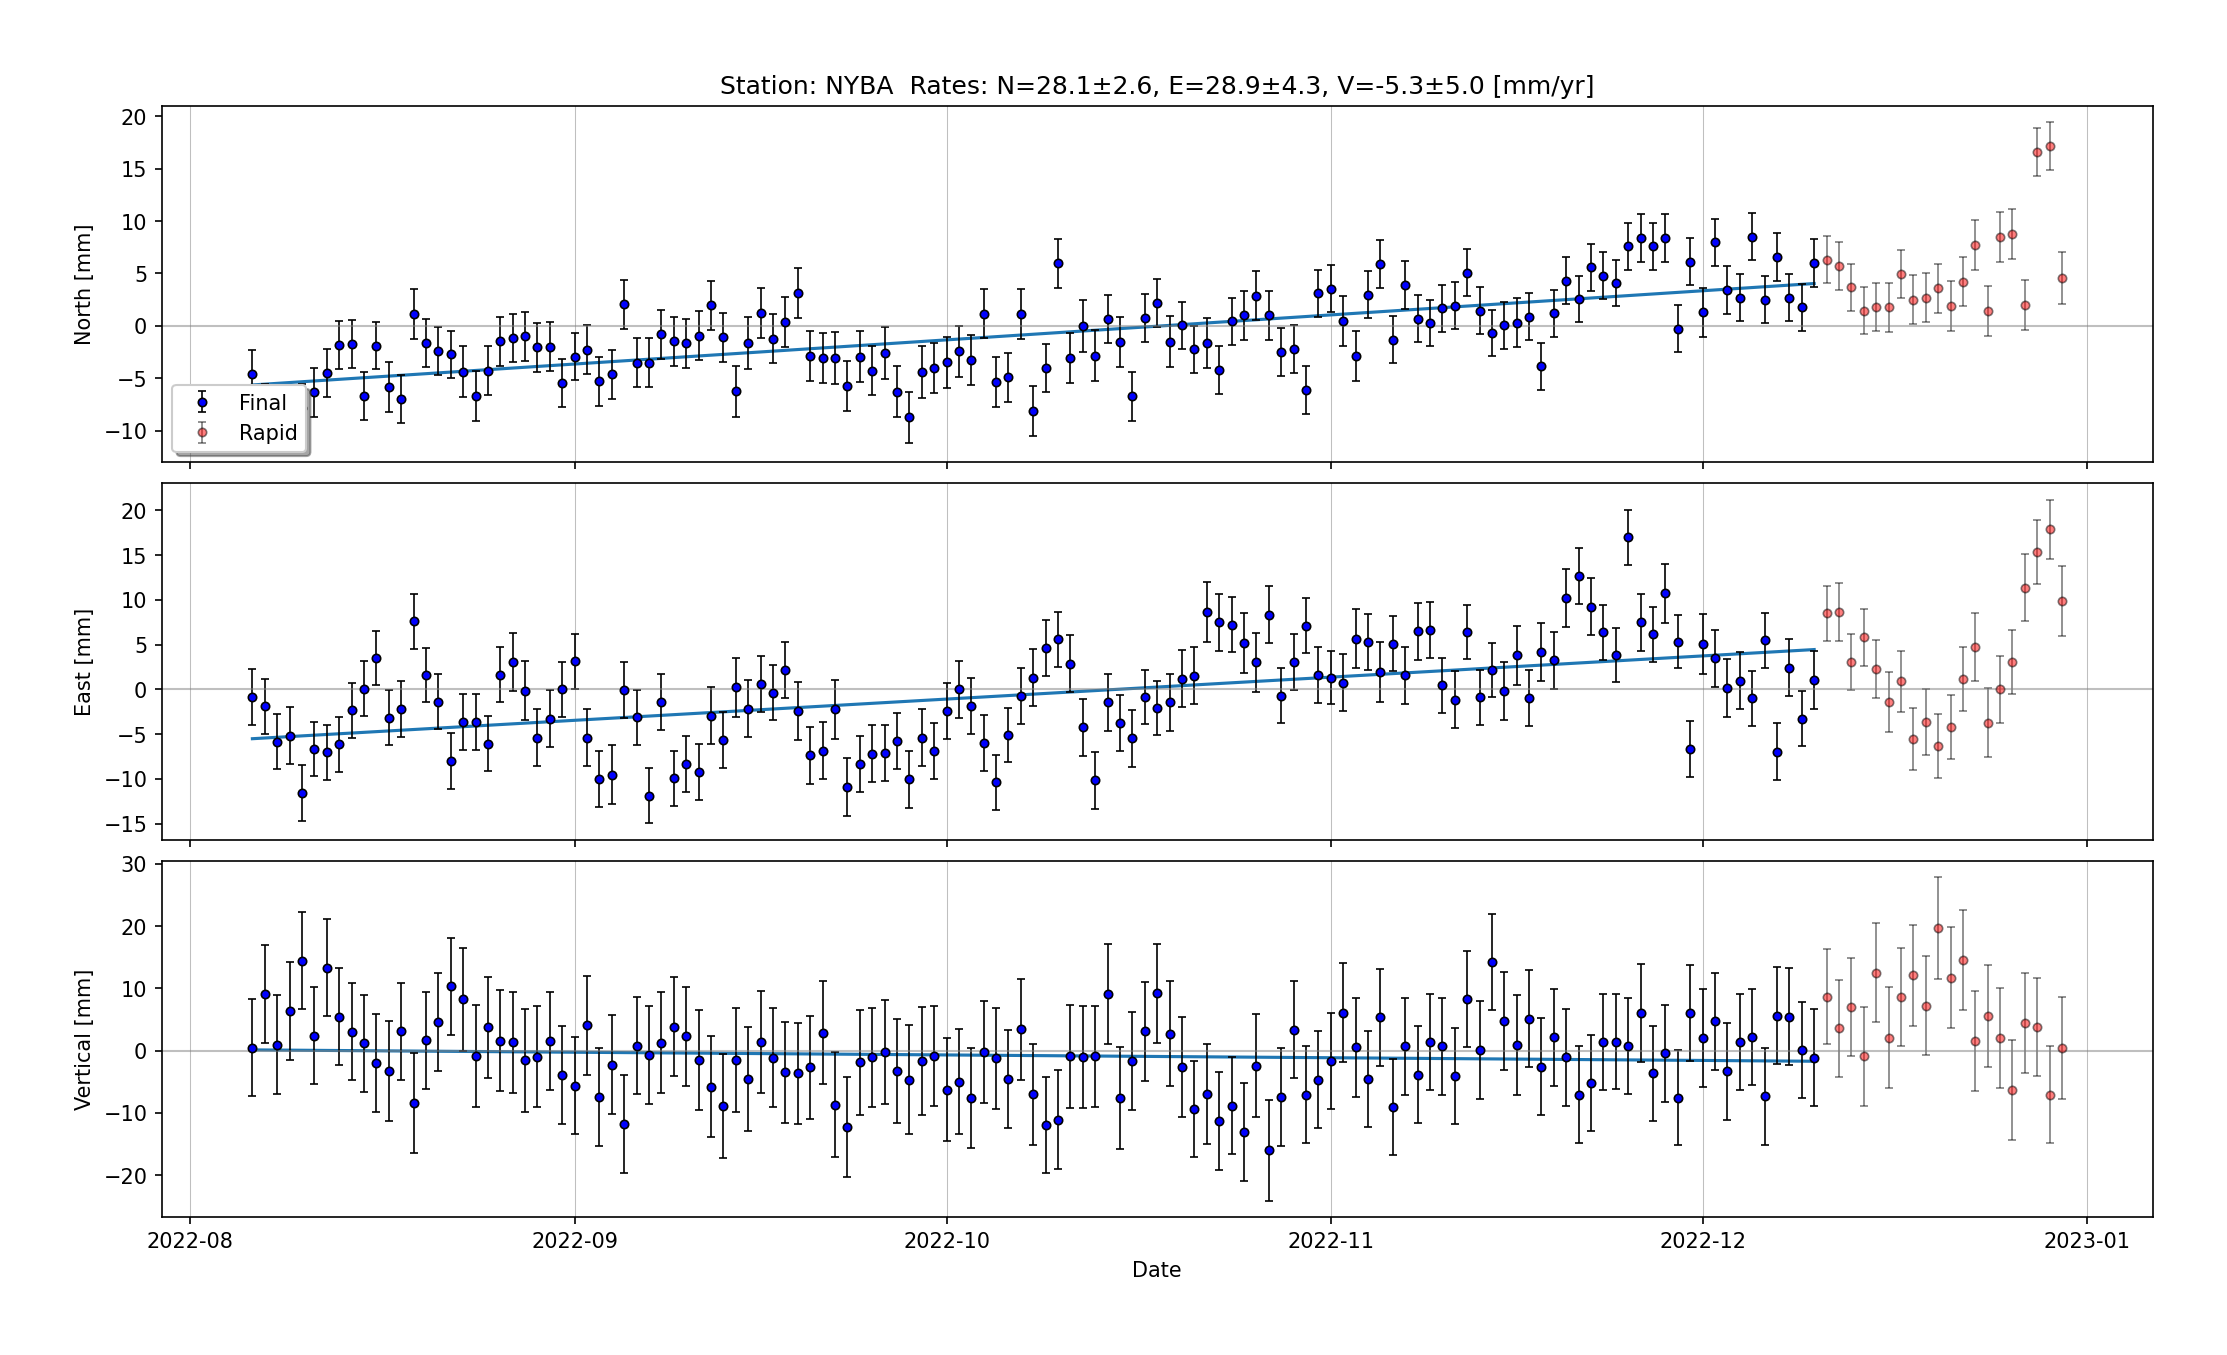 Station: NYBA  Rates: N=28.1±2.6, E=28.9±4.3, V=-5.3±5.0 [mm/yr]
20
15
10
5
0
−5
−10
North [mm]
Final
Rapid
20
15
10
5
0
−5
−10
−15
East [mm]
30
20
10
0
−10
−20
Vertical [mm]
2022-08 2022-09 2022-10 2022-11 2022-12 2023-01
Date